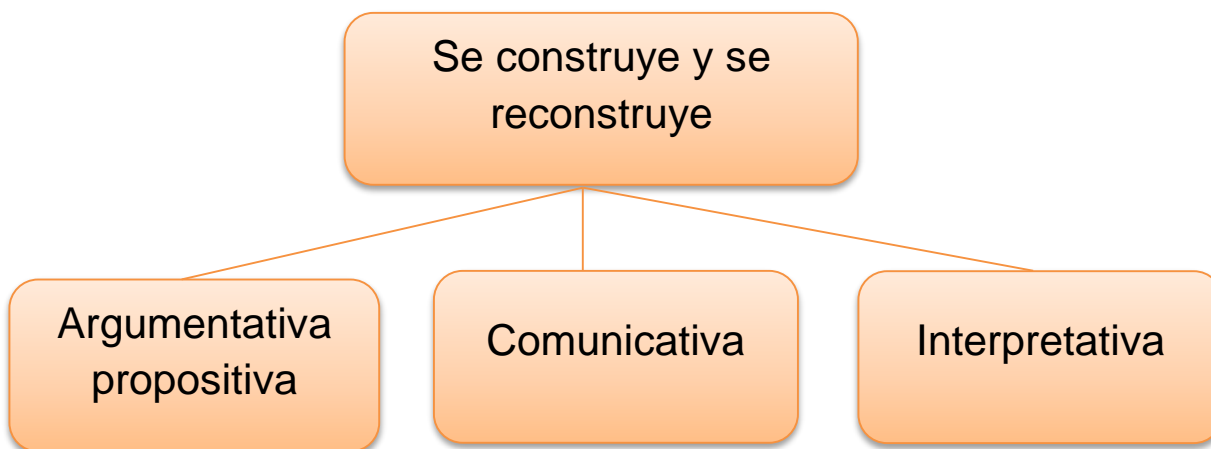 Se construye y se
reconstruye
Argumentativa
propositiva
Comunicativa
Interpretativa